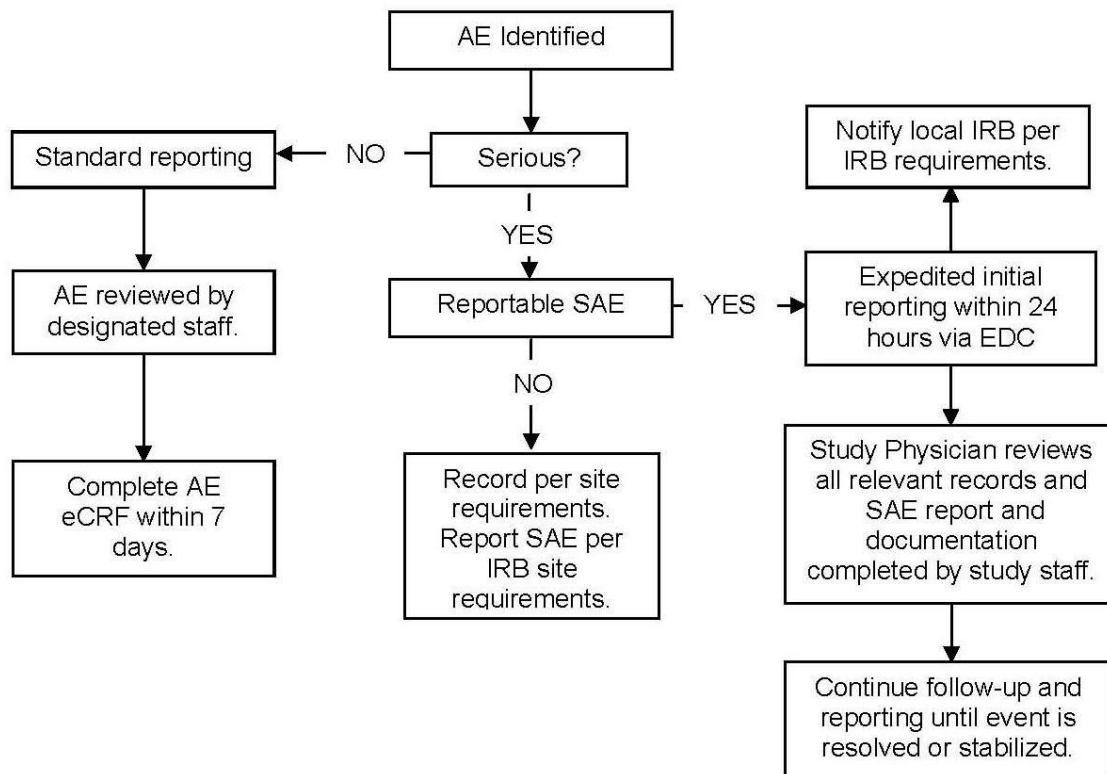 AE Identified
Serious?
NO
Standard reporting
AE reviewed by
designated staff.
Complete AE
eCRF within 7
days.
YES
Reportable SAE
NO
Record per site
requirements.
Report SAE per
IRB site
requirements.
YES
Expedited initial
reporting within 24
hours via EDC
Notify local IRB per
IRB requirements.
Study Physician reviews
all relevant records and
SAE report and
documentation
completed by study staff.
Continue follow-up and
reporting until event is
resolved or stabilized.